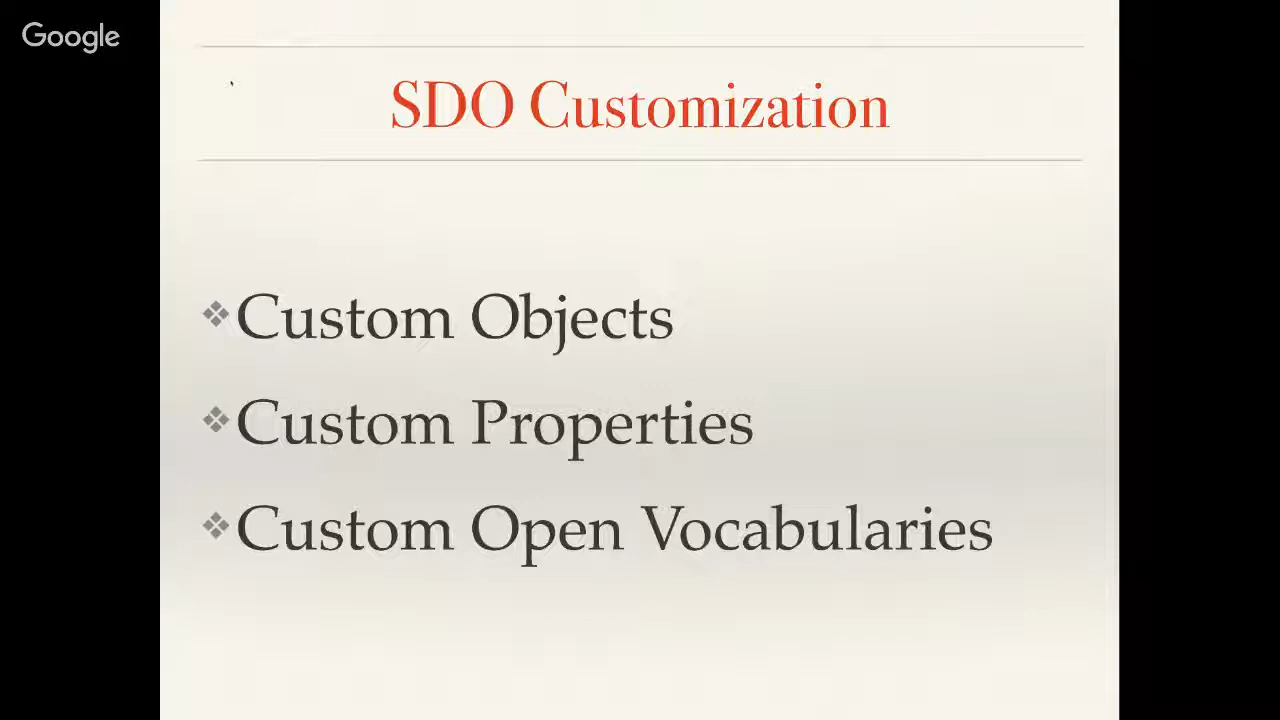 Google
SDO Customization
Custom Objects
Custom Properties
Custom Open Vocabularies